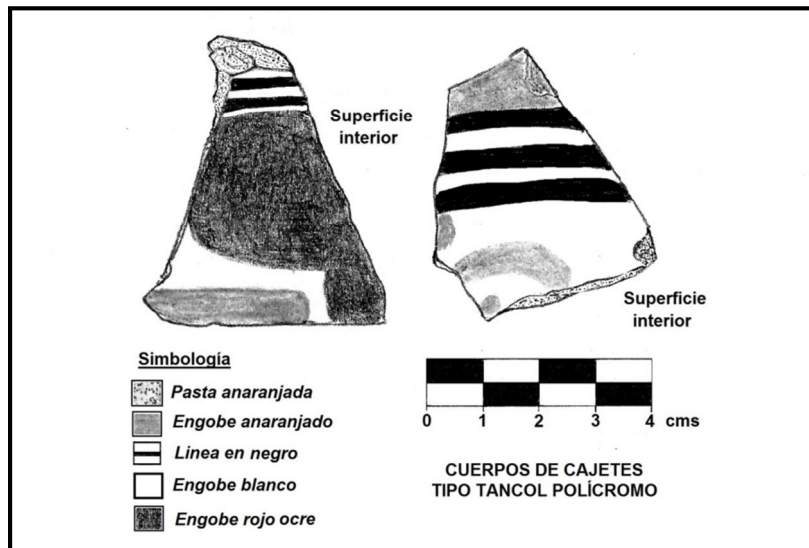 Superficie
interior
Superficie
interior
Simbología
Pasta anaranjada
Engobe anaranjado
Linea en negro
Engobe blanco
Engobe rojo ocre
0 1 2 3 4 cms
CUERPOS DE CAJETES
TIPO TANCOL POLÍCROMO